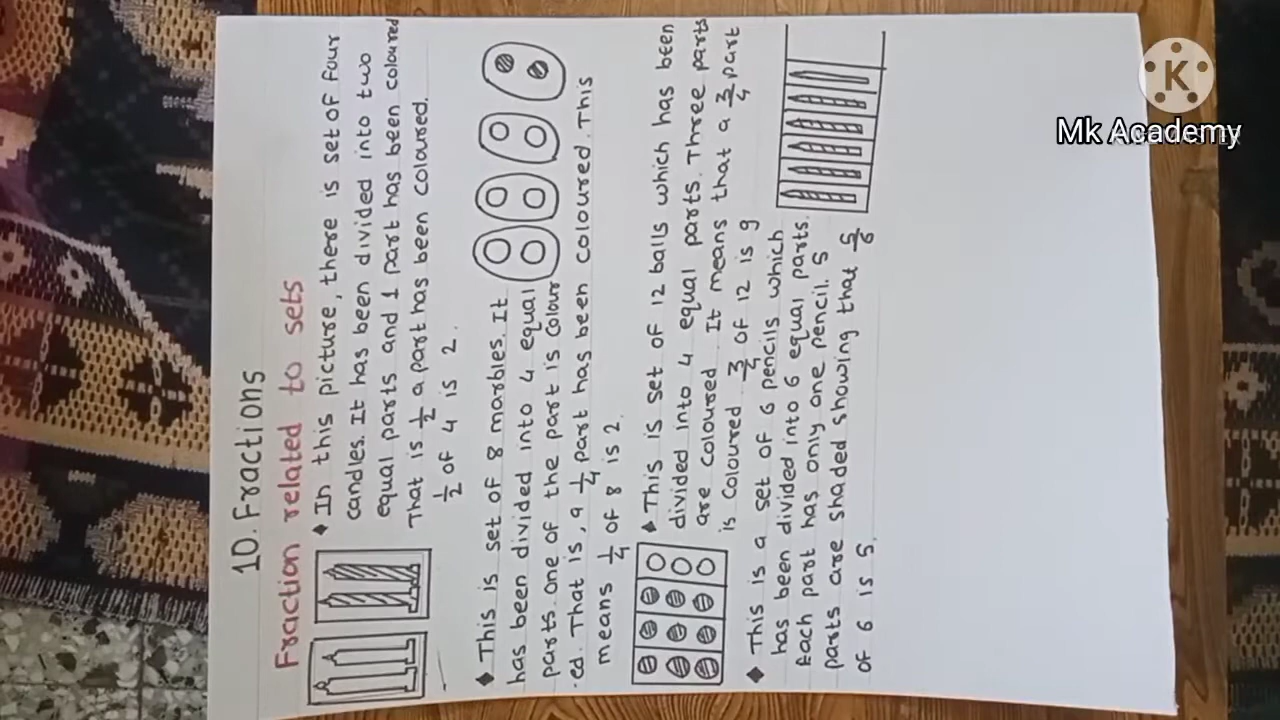 10. Fractions
Fraction related to sets
♦ In this picture, there is set of four
candles. It has been divided into two
equal parts and 1 part has been coloured
That is 1/2 a part has been coloured.
1/2 of 4 is 2.
♦ This is set of 8 marbles. It
has been divided into 4 equal
parts. one of the part is colour
ed. That is, a 1/4 part has been coloured. This
means 1/4 of 8 is 2.
♦ This is set of 12 balls which has been
divided into 4 equal parts. Three parts
are coloured. It means that a 3/4 part
is coloured 3/4 of 12 is 9
♦ This is a set of 6 pencils which
has been divided into 6 equal parts.
Each part has only one pencil. 5
parts are shaded showing that 5/6
of 6 is 5.
K
Mk Academy